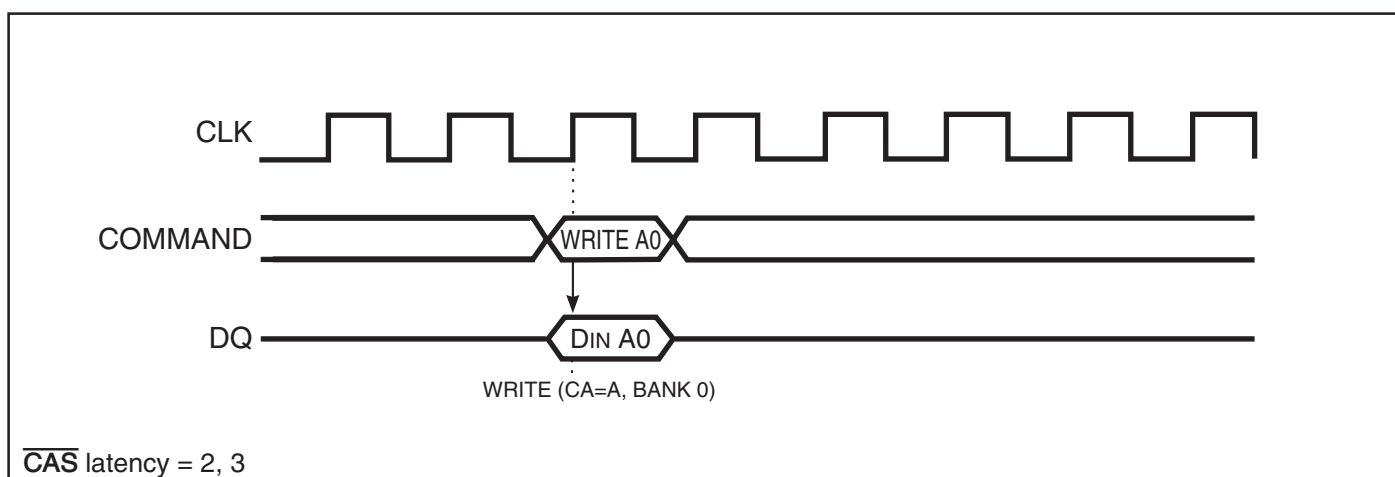 CLK
COMMAND
WRITE A0
DQ
DIN A0
WRITE (CA=A, BANK 0)
CAS latency = 2, 3